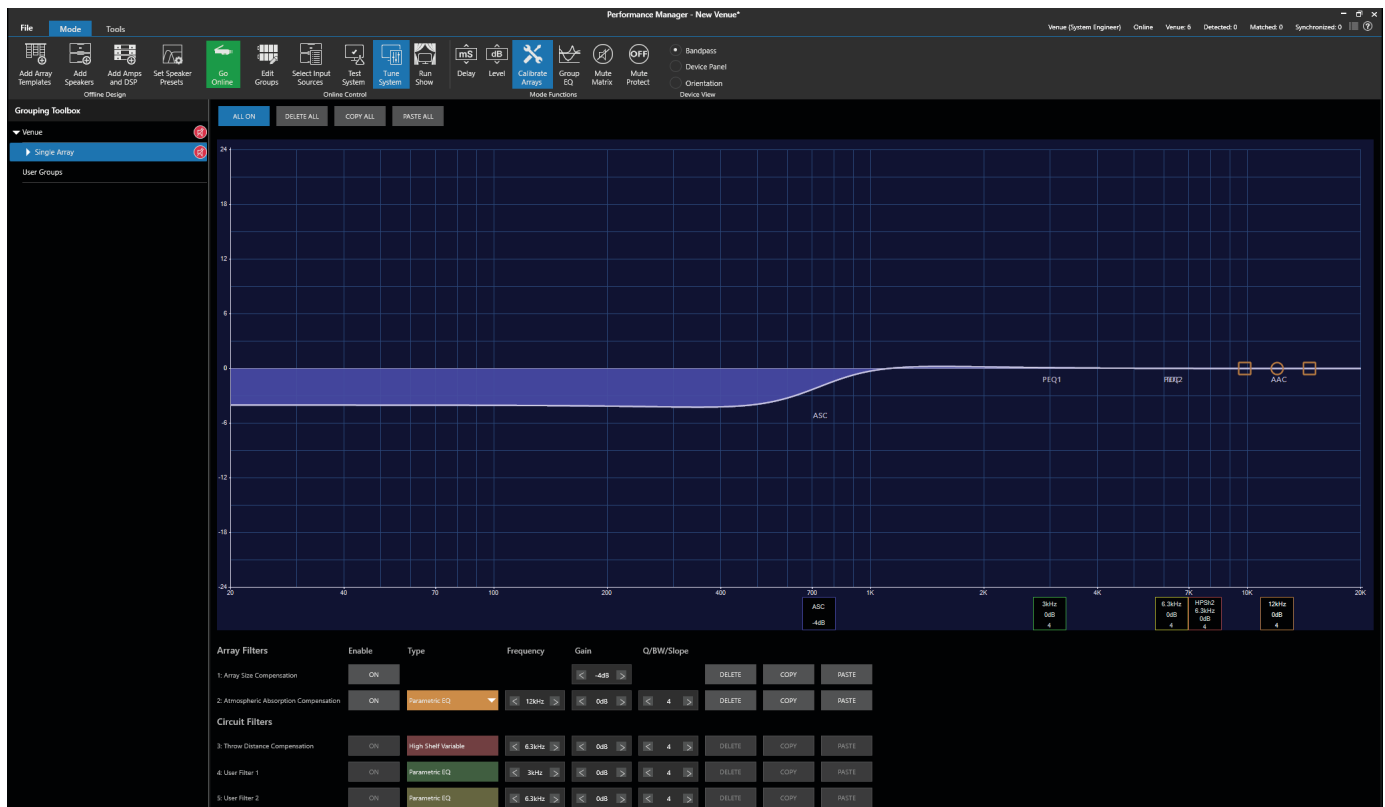 Performance Manager - New Venue*
File Mode Tools
Venue (System Engineer) Online Venue: 6 Detected: 0 Matched: 0 Synchronized: 0
Add Array Templates
Add Speakers
Add Amps and DSP
Set Speaker Presets
Offline Design
Go Online
Edit Groups
Select Input Sources
Test System
Tune System
Run Show
Online Control
mS Delay
dB Level
Calibrate Arrays
Group EQ
Mute Matrix
OFF Mute Protect
Mode Functions
Bandpass
Device Panel
Orientation
Device View
Grouping Toolbox
Venue
Single Array
User Groups
ALL ON DELETE ALL COPY ALL PASTE ALL
24
18
12
6
0
-6
-12
-18
-24
ASC
PEQ1
AAC
20 40 70 100 200 400 700 1K 2K 4K 7K 10K 20K
ASC
-4dB
3kHz
0dB
4
6.3kHz
0dB
4
HPSh2
6.3kHz
0dB
4
12kHz
0dB
4
Array Filters Enable Type Frequency Gain Q/BW/Slope
1: Array Size Compensation ON < -4dB > DELETE COPY PASTE
2: Atmospheric Absorption Compensation ON Parametric EQ < 12kHz > < 0dB > < 4 > DELETE COPY PASTE
Circuit Filters
3: Throw Distance Compensation ON High Shelf Variable < 6.3kHz > < 0dB > < 4 > DELETE COPY PASTE
4: User Filter 1 ON Parametric EQ < 3kHz > < 0dB > < 4 > DELETE COPY PASTE
5: User Filter 2 ON Parametric EQ < 6.3kHz > < 0dB > < 4 > DELETE COPY PASTE